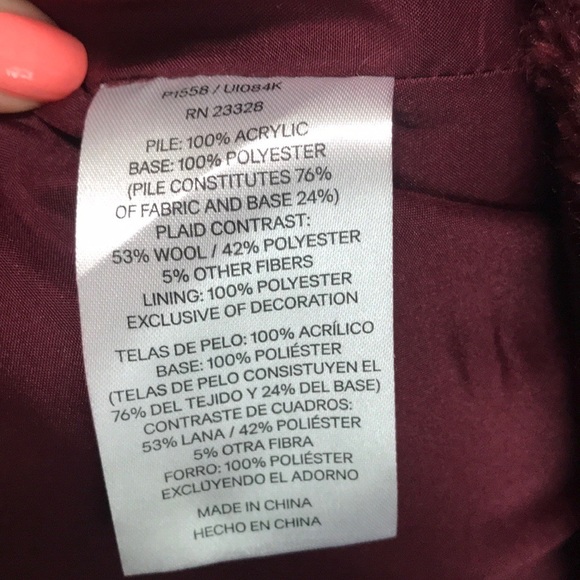 P1558 / U1084K
RN 23328
PILE: 100% ACRYLIC
BASE: 100% POLYESTER
(PILE CONSTITUTES 76%
OF FABRIC AND BASE 24%)
PLAID CONTRAST:
53% WOOL / 42% POLYESTER
5% OTHER FIBERS
LINING: 100% POLYESTER
EXCLUSIVE OF DECORATION
TELAS DE PELO: 100% ACRÍLICO
BASE: 100% POLIÉSTER
(TELAS DE PELO CONSISTUYEN EL
76% DEL TEJIDO Y 24% DEL BASE)
CONTRASTE DE CUADROS:
53% LANA / 42% POLIÉSTER
5% OTRA FIBRA
FORRO: 100% POLIÉSTER
EXCLUYENDO EL ADORNO
MADE IN CHINA
HECHO EN CHINA